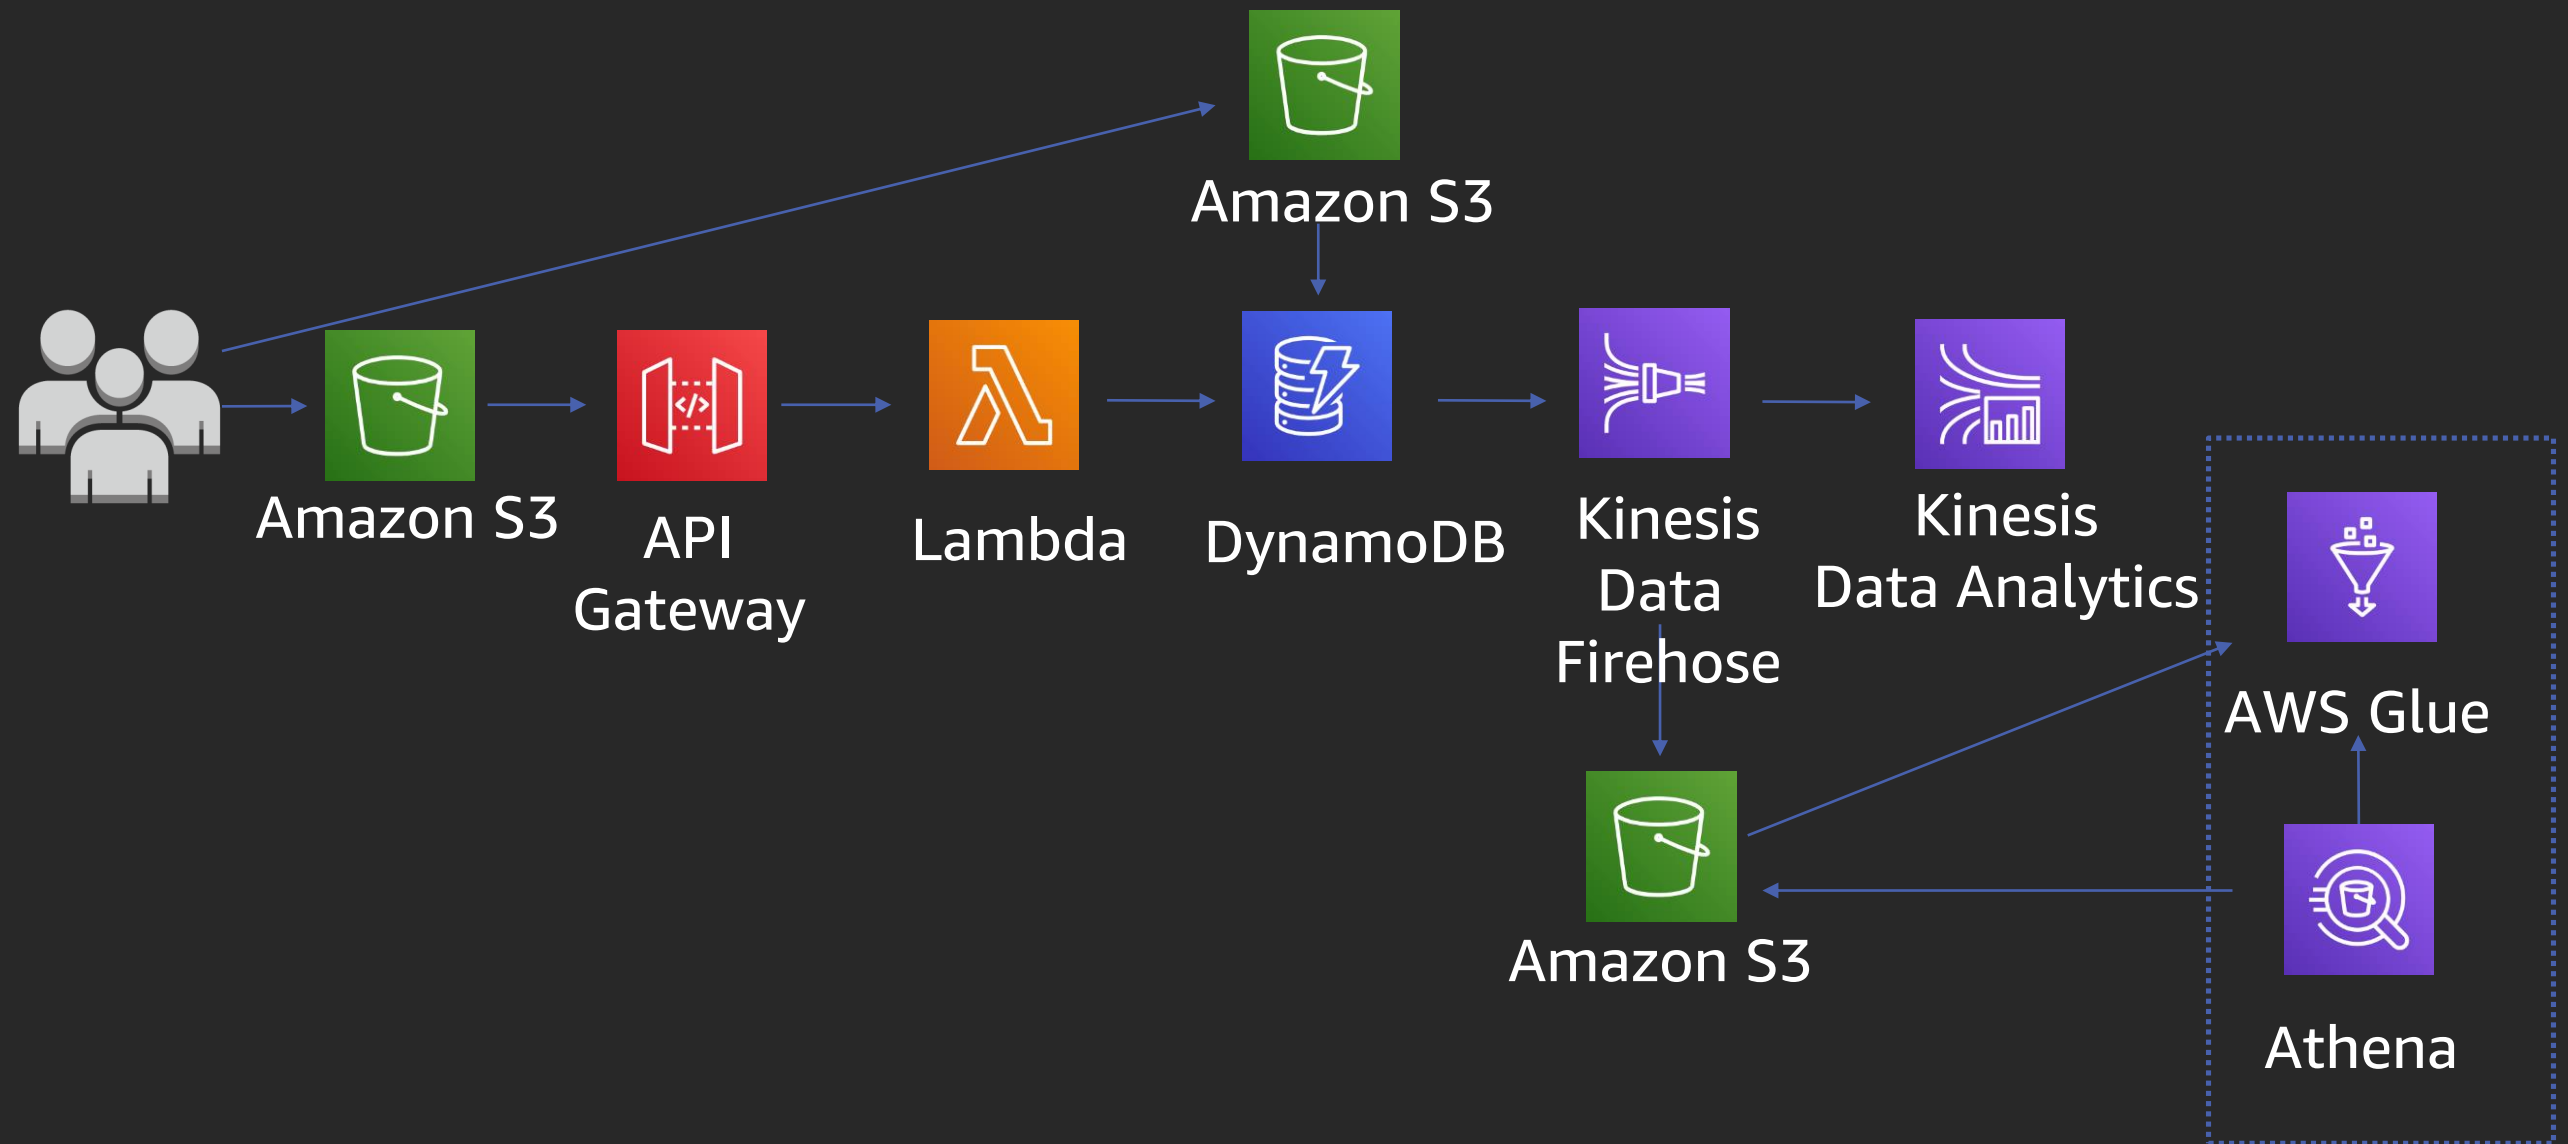 Amazon S3
Amazon S3
API
Gateway
Lambda
DynamoDB
Kinesis
Data
Firehose
Kinesis
Data Analytics
AWS Glue
Amazon S3
Athena